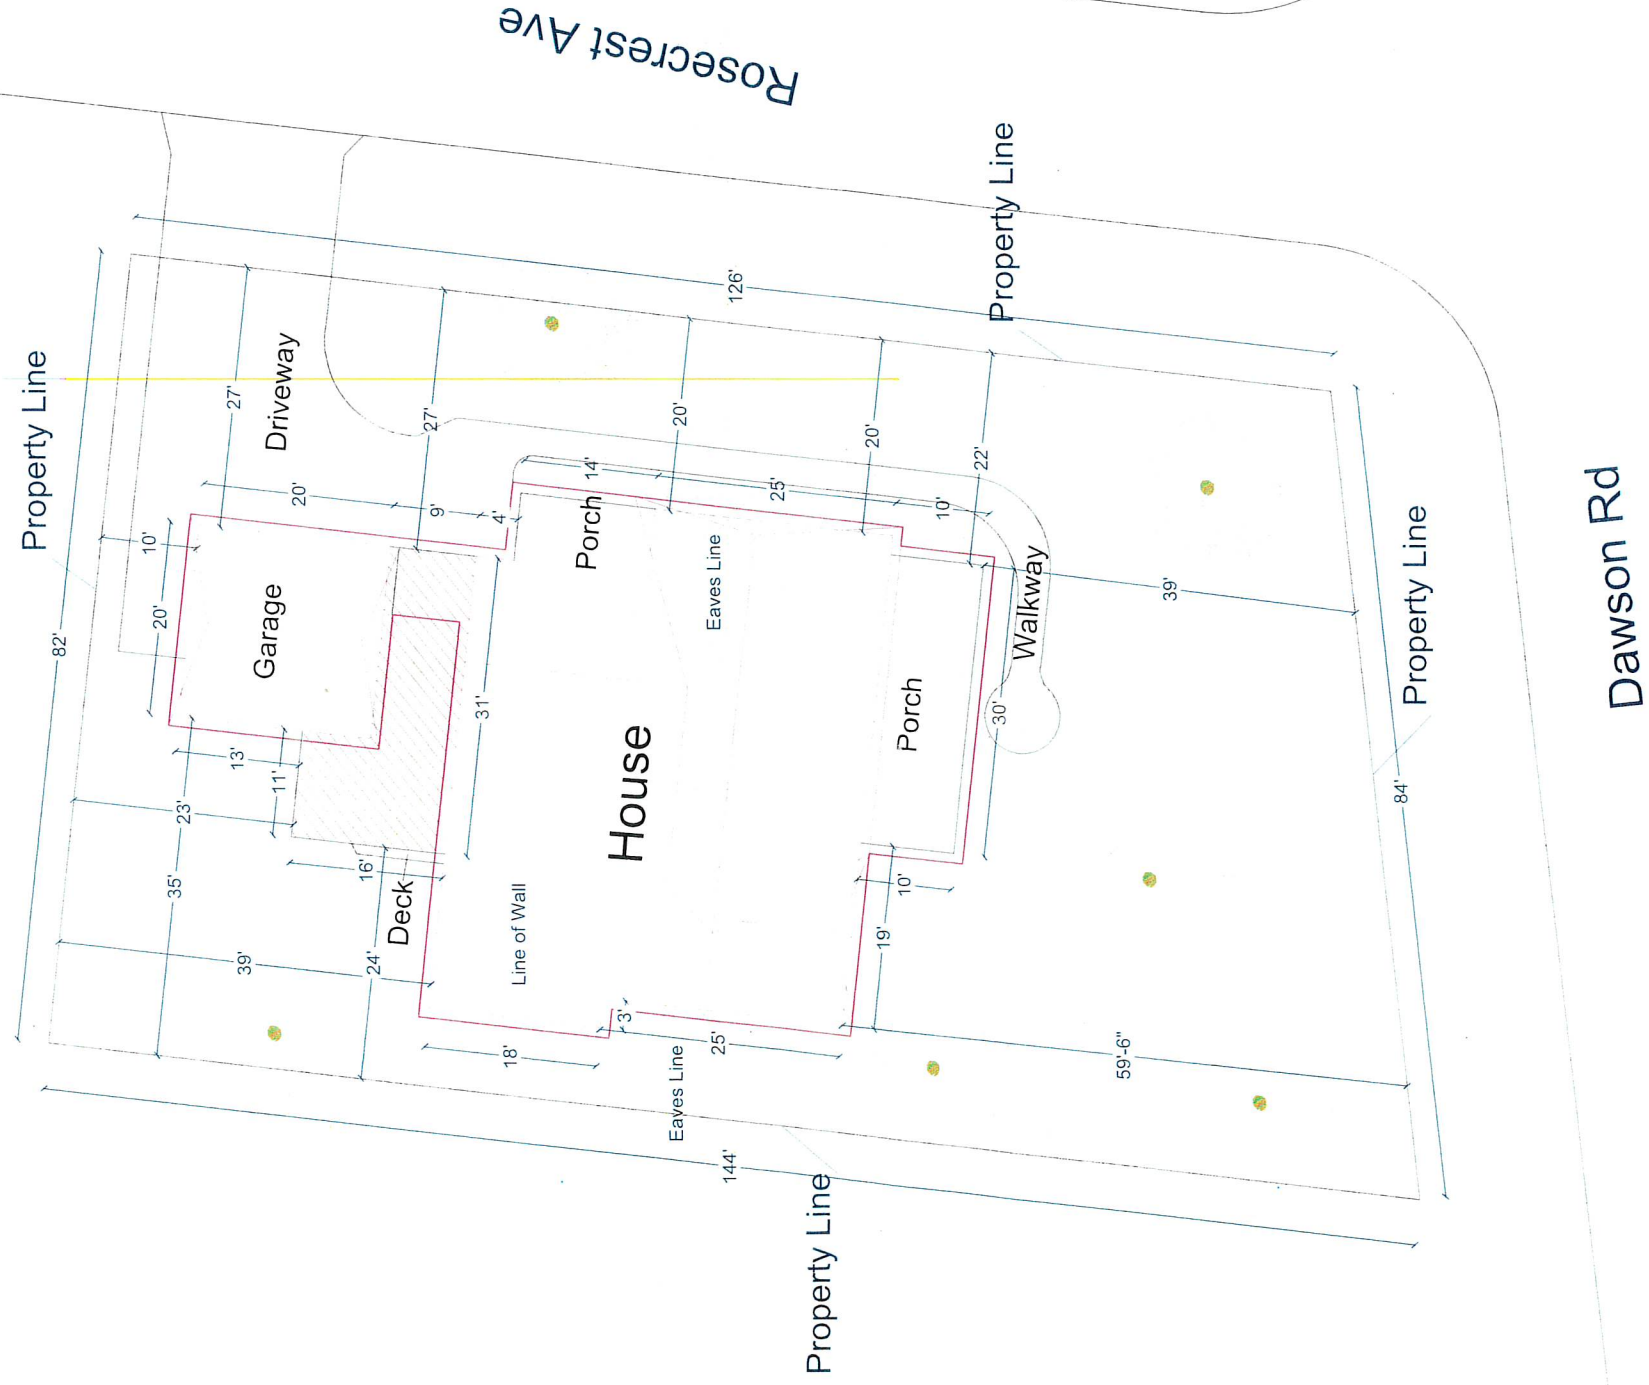 Rosecrest Ave
Property Line
126'
Property Line
27'
Driveway
27'
20'
20'
22'
82'
10'
20'
9'
4'
14'
25'
10'
20'
Garage
Porch
Eaves Line
39'
Walkway
Property Line
Dawson Rd
31'
House
Porch
30'
13'
11'
23'
16'
35'
Deck
10'
84'
39'
24'
Line of Wall
19'
3'
18'
25'
Eaves Line
59'-6"
144'
Property Line